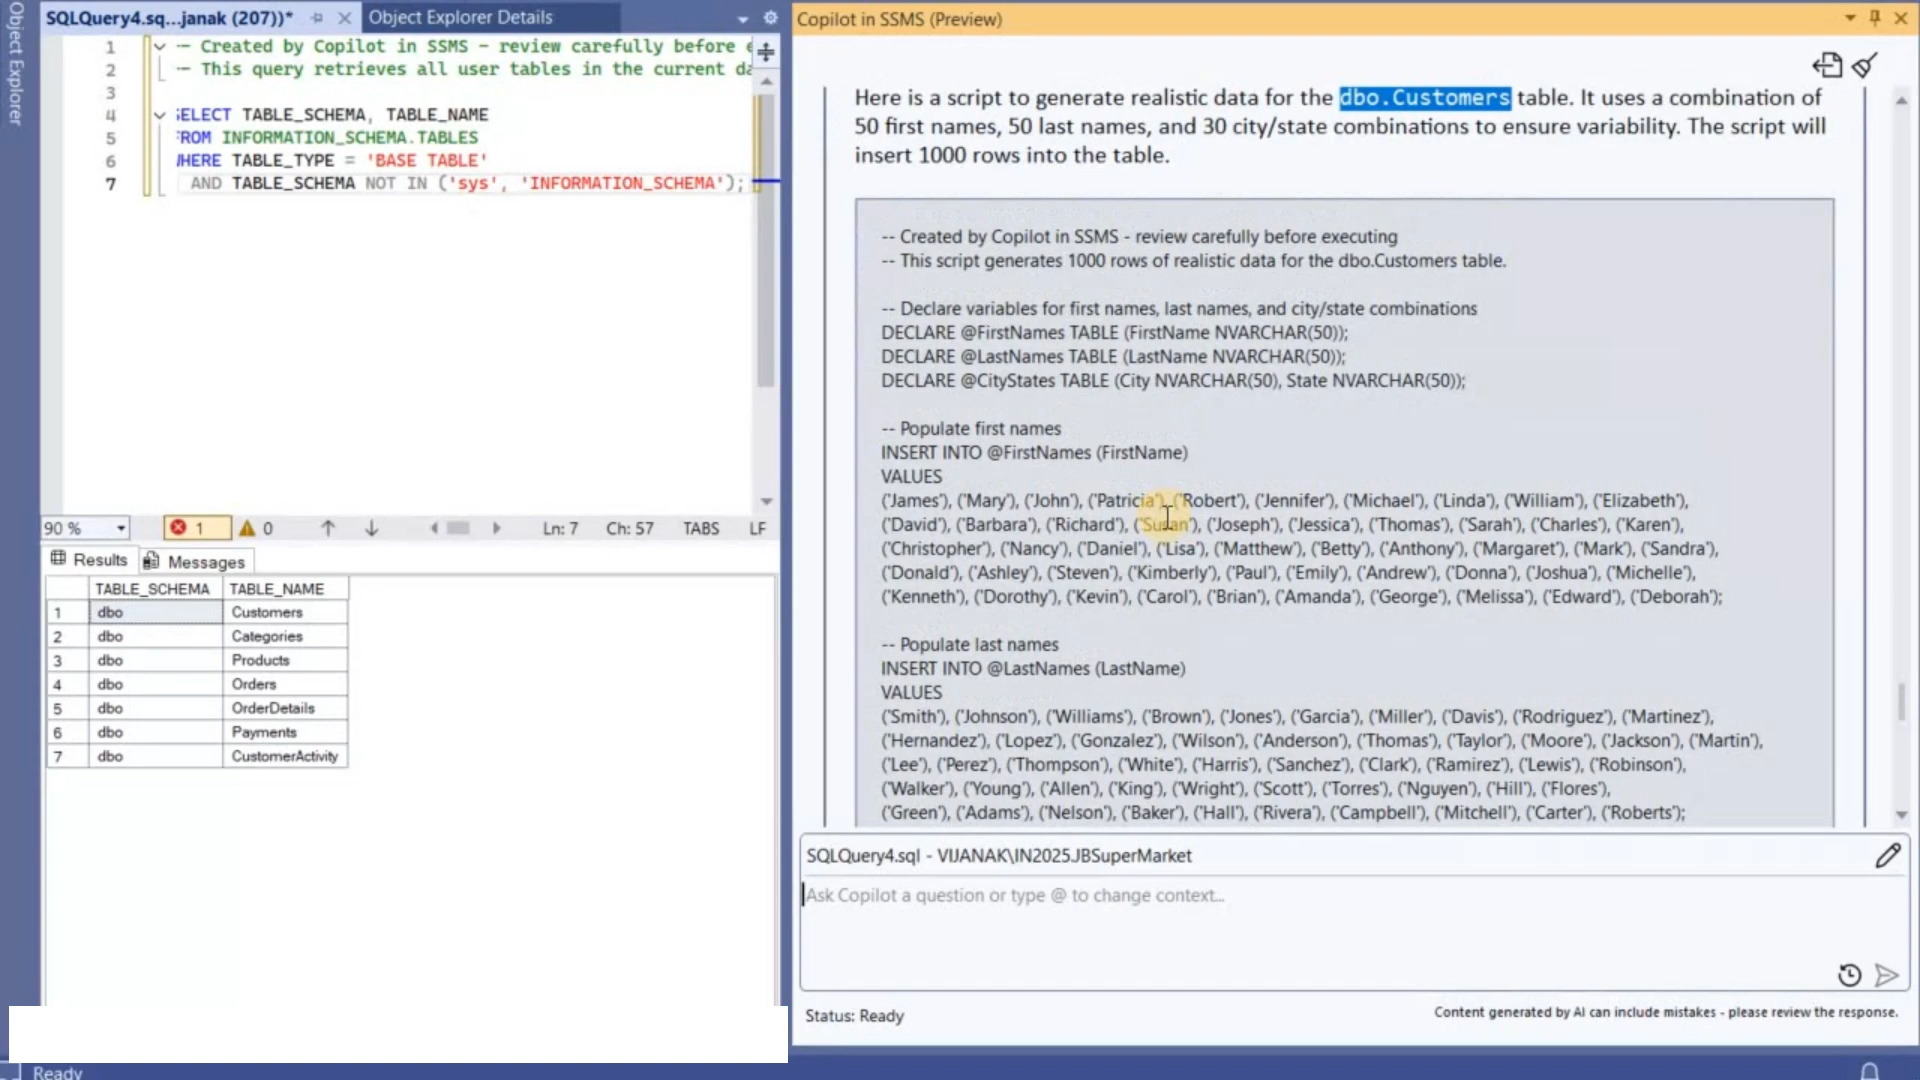 Object Explorer
SQLQuery4.sq...janak (207))*
Object Explorer Details
1 -- Created by Copilot in SSMS - review carefully before
2 -- This query retrieves all user tables in the current da
3
4 SELECT TABLE_SCHEMA, TABLE_NAME
5 FROM INFORMATION_SCHEMA.TABLES
6 WHERE TABLE_TYPE = 'BASE TABLE'
7 AND TABLE_SCHEMA NOT IN ('sys', 'INFORMATION_SCHEMA');
90 % 1 0 Ln: 7 Ch: 57 TABS LF
Results Messages
TABLE_SCHEMA TABLE_NAME
1 dbo Customers
2 dbo Categories
3 dbo Products
4 dbo Orders
5 dbo OrderDetails
6 dbo Payments
7 dbo CustomerActivity
Copilot in SSMS (Preview)
Here is a script to generate realistic data for the dbo.Customers table. It uses a combination of
50 first names, 50 last names, and 30 city/state combinations to ensure variability. The script will
insert 1000 rows into the table.
-- Created by Copilot in SSMS - review carefully before executing
-- This script generates 1000 rows of realistic data for the dbo.Customers table.
-- Declare variables for first names, last names, and city/state combinations
DECLARE @FirstNames TABLE (FirstName NVARCHAR(50));
DECLARE @LastNames TABLE (LastName NVARCHAR(50));
DECLARE @CityStates TABLE (City NVARCHAR(50), State NVARCHAR(50));
-- Populate first names
INSERT INTO @FirstNames (FirstName)
VALUES
('James'), ('Mary'), ('John'), ('Patricia'), ('Robert'), ('Jennifer'), ('Michael'), ('Linda'), ('William'), ('Elizabeth'),
('David'), ('Barbara'), ('Richard'), ('Susan'), ('Joseph'), ('Jessica'), ('Thomas'), ('Sarah'), ('Charles'), ('Karen'),
('Christopher'), ('Nancy'), ('Daniel'), ('Lisa'), ('Matthew'), ('Betty'), ('Anthony'), ('Margaret'), ('Mark'), ('Sandra'),
('Donald'), ('Ashley'), ('Steven'), ('Kimberly'), ('Paul'), ('Emily'), ('Andrew'), ('Donna'), ('Joshua'), ('Michelle'),
('Kenneth'), ('Dorothy'), ('Kevin'), ('Carol'), ('Brian'), ('Amanda'), ('George'), ('Melissa'), ('Edward'), ('Deborah');
-- Populate last names
INSERT INTO @LastNames (LastName)
VALUES
('Smith'), ('Johnson'), ('Williams'), ('Brown'), ('Jones'), ('Garcia'), ('Miller'), ('Davis'), ('Rodriguez'), ('Martinez'),
('Hernandez'), ('Lopez'), ('Gonzalez'), ('Wilson'), ('Anderson'), ('Thomas'), ('Taylor'), ('Moore'), ('Jackson'), ('Martin'),
('Lee'), ('Perez'), ('Thompson'), ('White'), ('Harris'), ('Sanchez'), ('Clark'), ('Ramirez'), ('Lewis'), ('Robinson'),
('Walker'), ('Young'), ('Allen'), ('King'), ('Wright'), ('Scott'), ('Torres'), ('Nguyen'), ('Hill'), ('Flores'),
('Green'), ('Adams'), ('Nelson'), ('Baker'), ('Hall'), ('Rivera'), ('Campbell'), ('Mitchell'), ('Carter'), ('Roberts');
SQLQuery4.sql - VIJANAK\IN2025.JBSuperMarket
Ask Copilot a question or type @ to change context...
Status: Ready
Content generated by AI can include mistakes - please review the response.
Ready